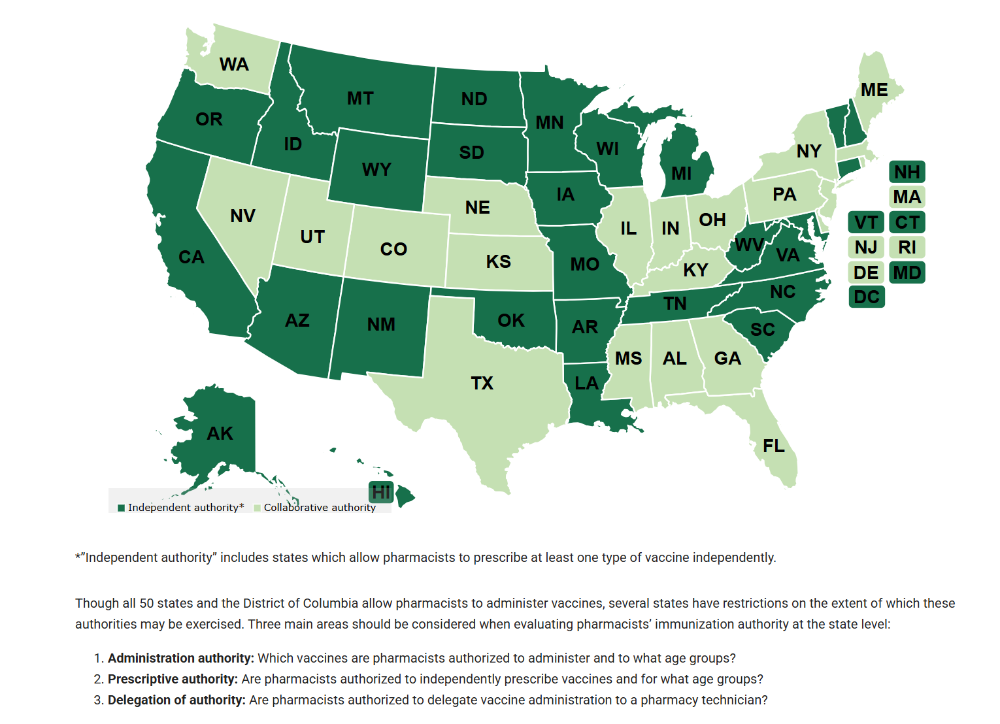 WA
ME
MT
ND
OR
MN
ID
SD
WI
NY
WY
MI
NH
IA
PA
MA
NV
NE
OH
VT
CT
UT
IL
IN
CO
WV
NJ
RI
CA
KS
MO
KY
VA
DE
MD
NC
DC
TN
AZ
NM
OK
AR
SC
MS
AL
GA
TX
LA
AK
FL
HI
Independent authority* Collaborative authority
*”Independent authority” includes states which allow pharmacists to prescribe at least one type of vaccine independently.
Though all 50 states and the District of Columbia allow pharmacists to administer vaccines, several states have restrictions on the extent of which these
authorities may be exercised. Three main areas should be considered when evaluating pharmacists’ immunization authority at the state level:
1. Administration authority: Which vaccines are pharmacists authorized to administer and to what age groups?
2. Prescriptive authority: Are pharmacists authorized to independently prescribe vaccines and for what age groups?
3. Delegation of authority: Are pharmacists authorized to delegate vaccine administration to a pharmacy technician?